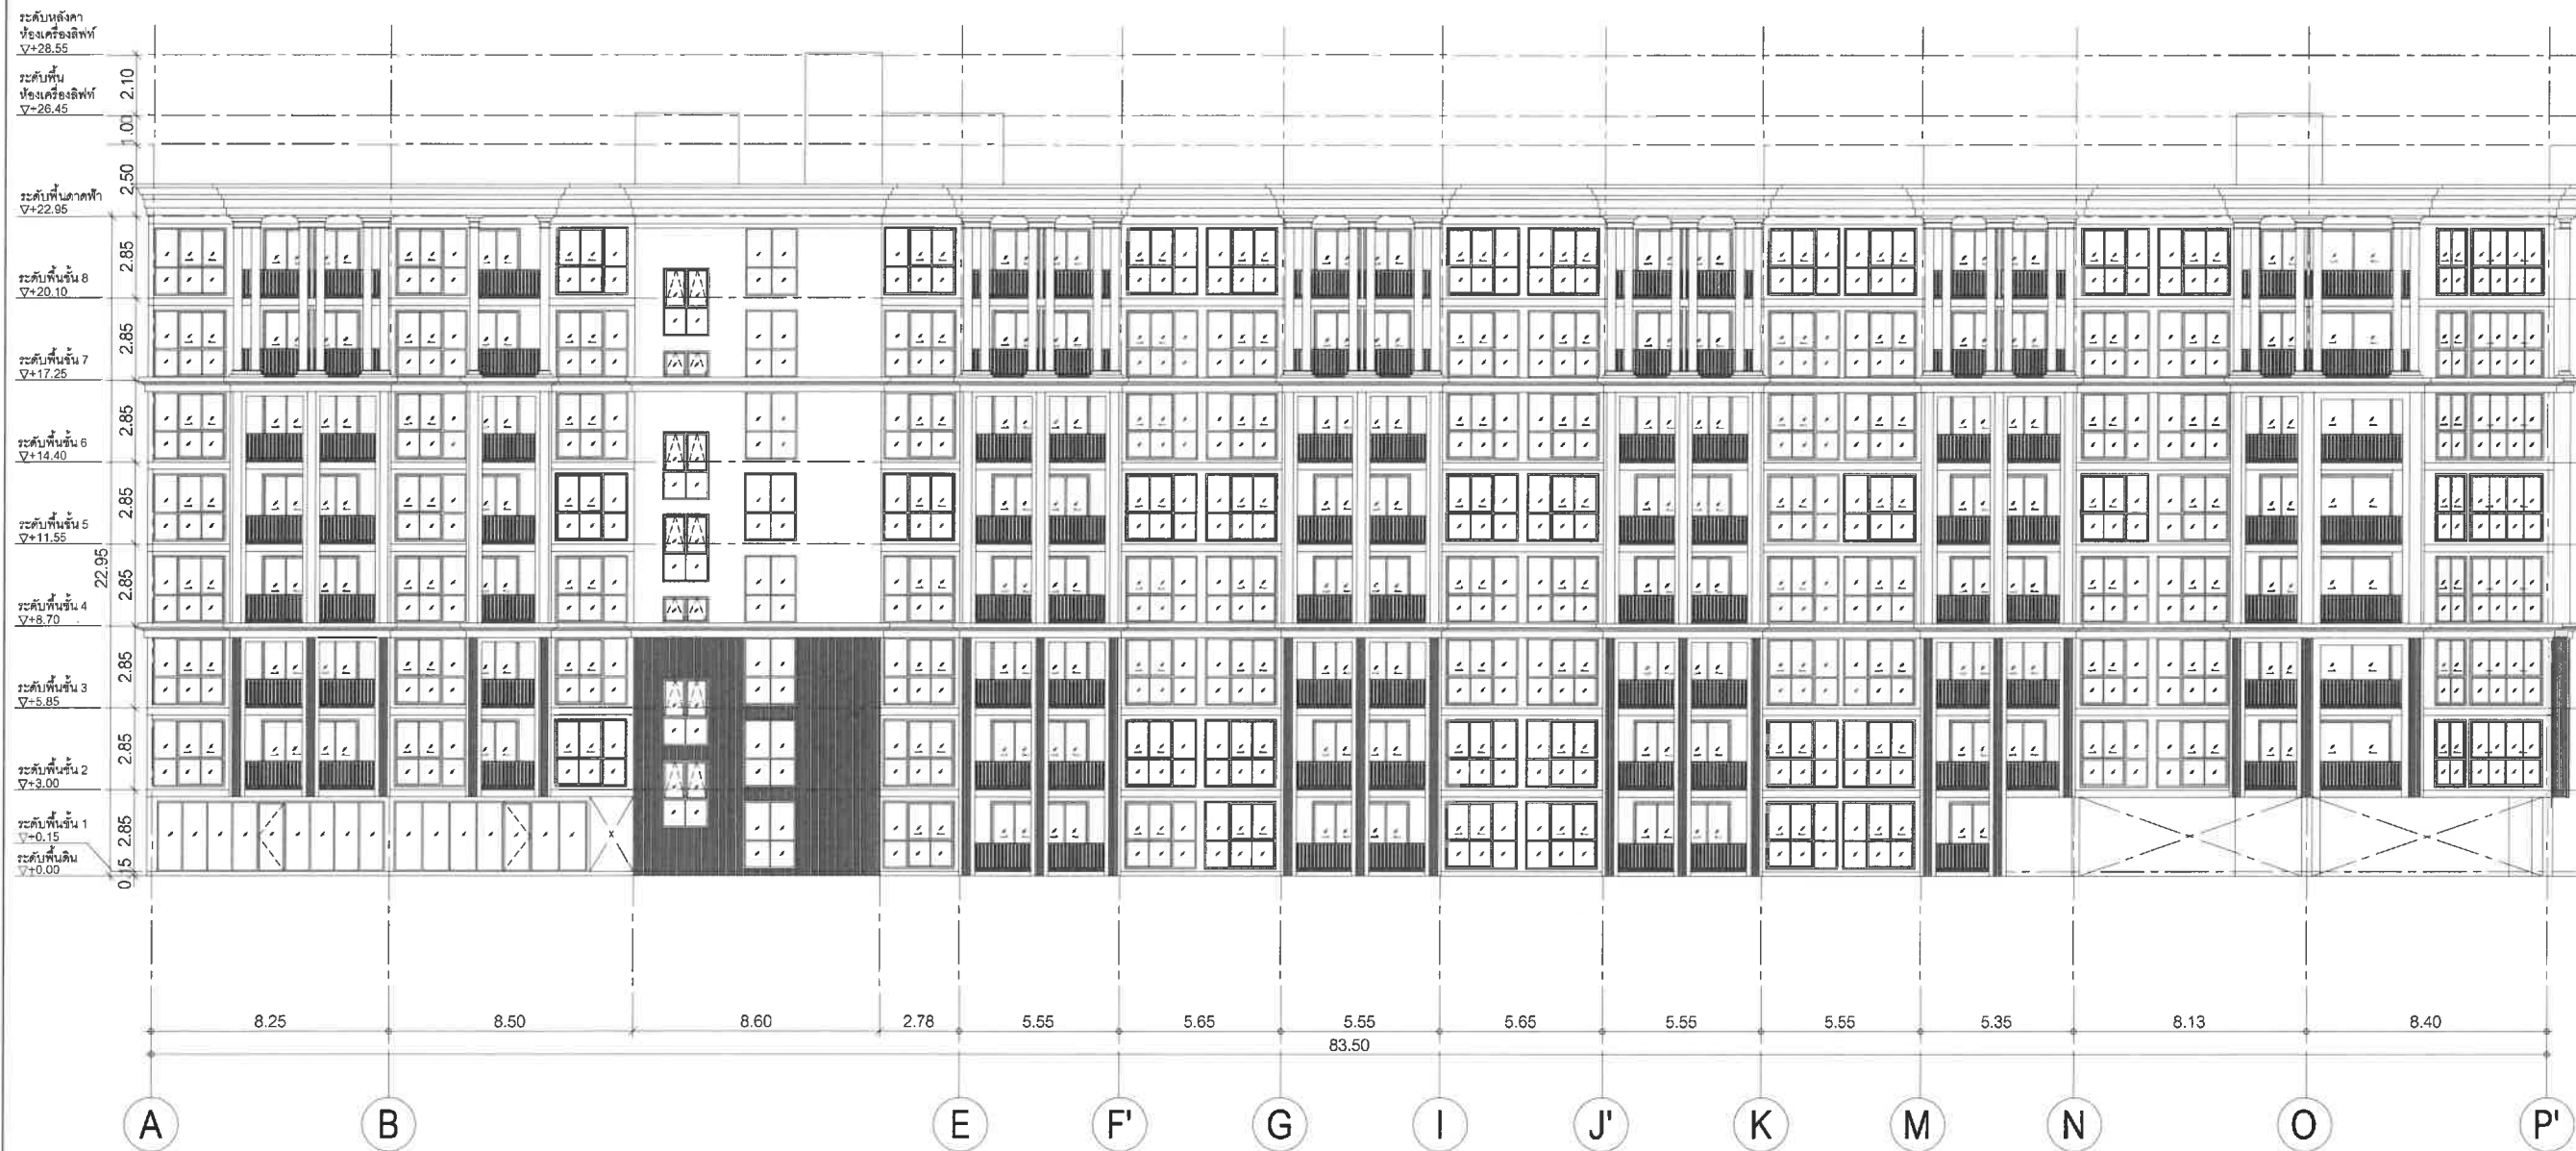 ระดับหลังคา
ห้องเครื่องลิฟท์
▽+28.55
2.10
ระดับพื้น
ห้องเครื่องลิฟท์
▽+26.45
1.00
2.50
ระดับพื้นดาดฟ้า
▽+22.95
2.85
ระดับพื้นชั้น 8
▽+20.10
2.85
ระดับพื้นชั้น 7
▽+17.25
2.85
ระดับพื้นชั้น 6
▽+14.40
2.85
ระดับพื้นชั้น 5
▽+11.55
22.95
2.85
ระดับพื้นชั้น 4
▽+8.70
2.85
ระดับพื้นชั้น 3
▽+5.85
2.85
ระดับพื้นชั้น 2
▽+3.00
2.85
ระดับพื้นชั้น 1
▽+0.15
ระดับพื้นดิน
▽+0.00
0.15
8.25 8.50 8.60 2.78 5.55 5.65 5.55 5.65 5.55 5.55 5.35 8.13 8.40
83.50
A B E F' G I J' K M N O P'